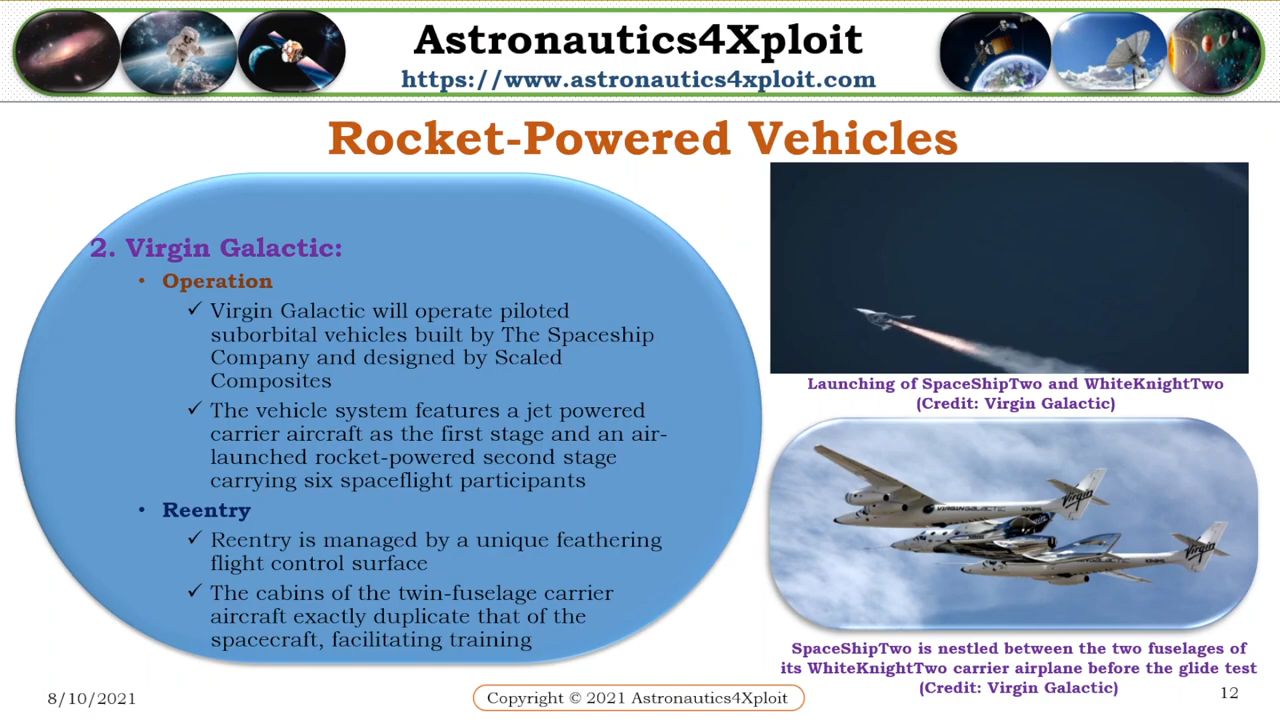 Astronautics4Xploit
https://www.astronautics4xploit.com
Rocket-Powered Vehicles
2. Virgin Galactic:
• Operation
✓ Virgin Galactic will operate piloted
suborbital vehicles built by The Spaceship
Company and designed by Scaled
Composites
✓ The vehicle system features a jet powered
carrier aircraft as the first stage and an air-
launched rocket-powered second stage
carrying six spaceflight participants
• Reentry
✓ Reentry is managed by a unique feathering
flight control surface
✓ The cabins of the twin-fuselage carrier
aircraft exactly duplicate that of the
spacecraft, facilitating training
Launching of SpaceShipTwo and WhiteKnightTwo
(Credit: Virgin Galactic)
Virgin
VIRGIN GALACTIC
Virgin
SpaceShipTwo is nestled between the two fuselages of
its WhiteKnightTwo carrier airplane before the glide test
(Credit: Virgin Galactic)
8/10/2021
Copyright © 2021 Astronautics4Xploit
12